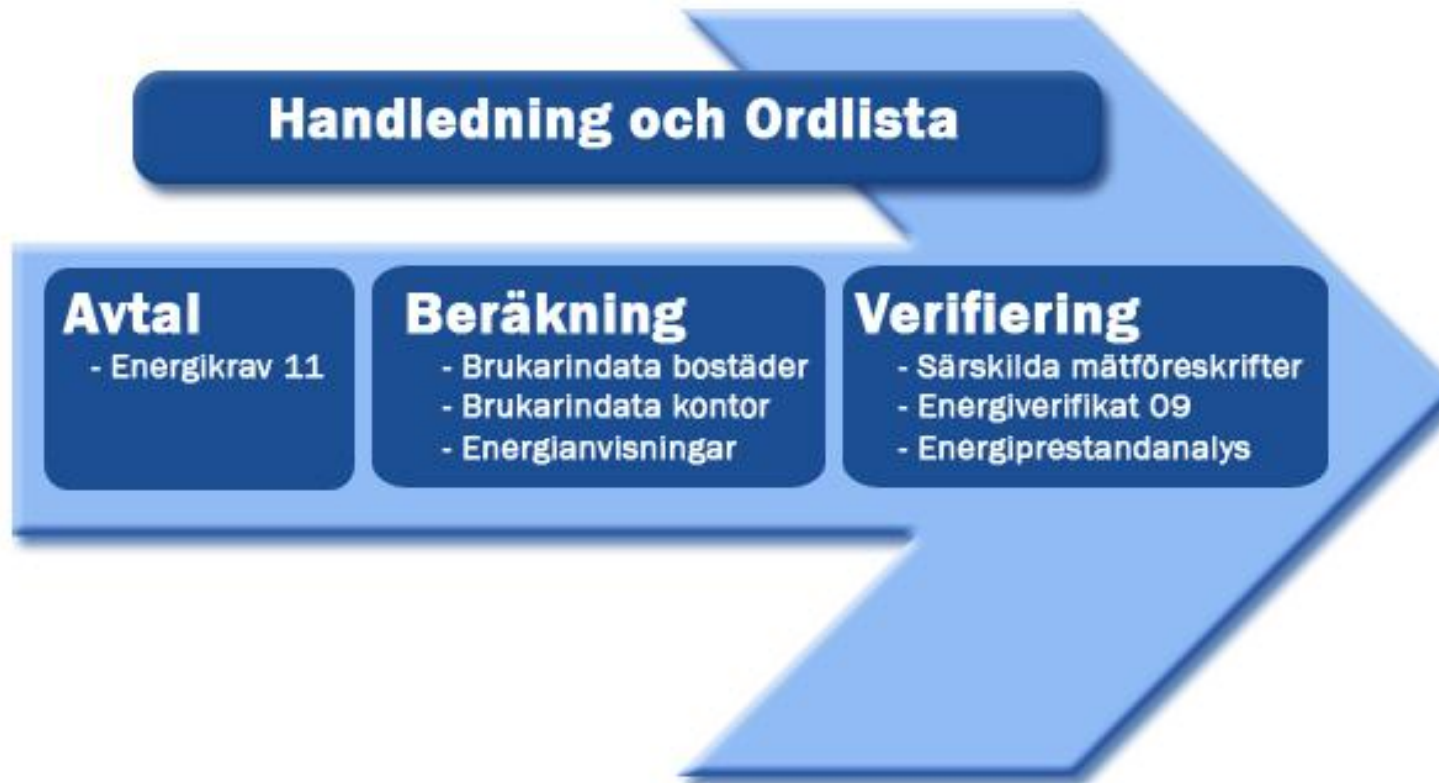 Handledning och Ordlista
Avtal
- Energikrav 11
Beräkning
- Brukarindata bostäder
- Brukarindata kontor
- Energianvisningar
Verifiering
- Särskilda mätföreskrifter
- Energiverifikat 09
- Energiprestandanalys